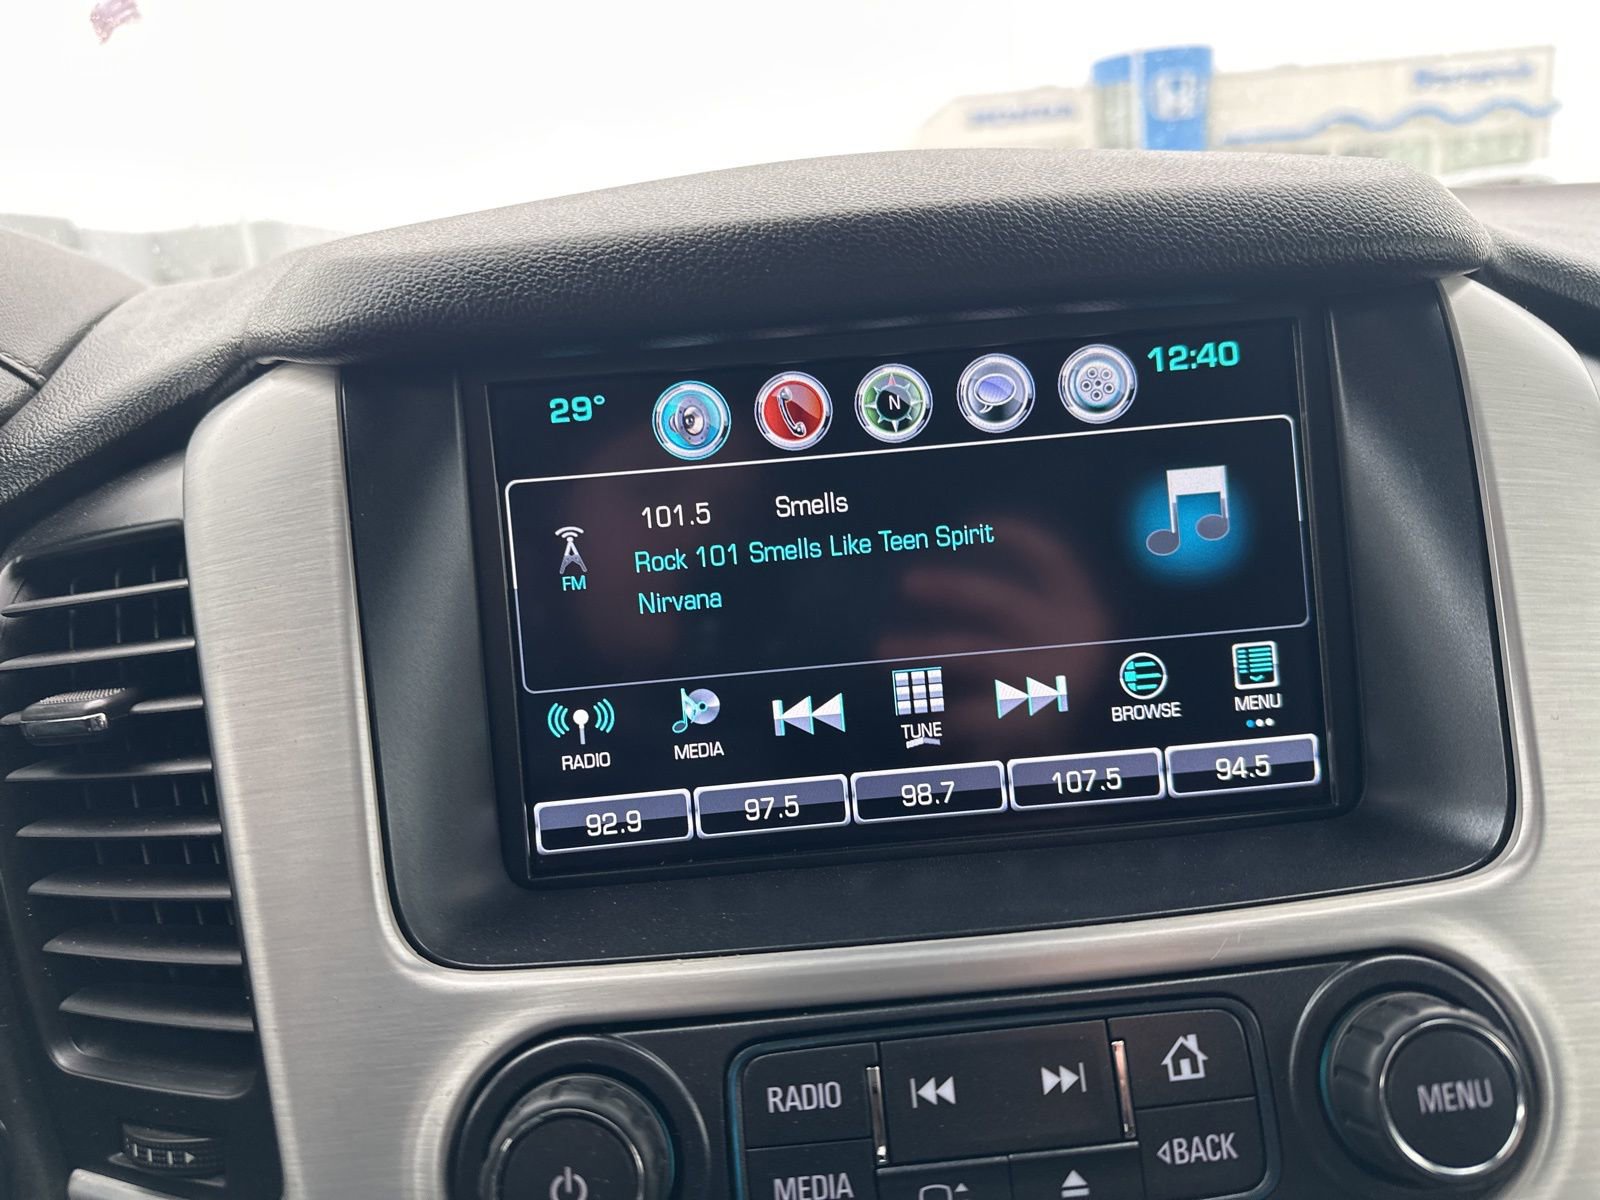 29° 12:40
N
101.5 Smells
Rock 101 Smells Like Teen Spirit
FM
Nirvana
RADIO MEDIA TUNE BROWSE MENU
92.9 97.5 98.7 107.5 94.5
RADIO
MENU
BACK
MEDIA